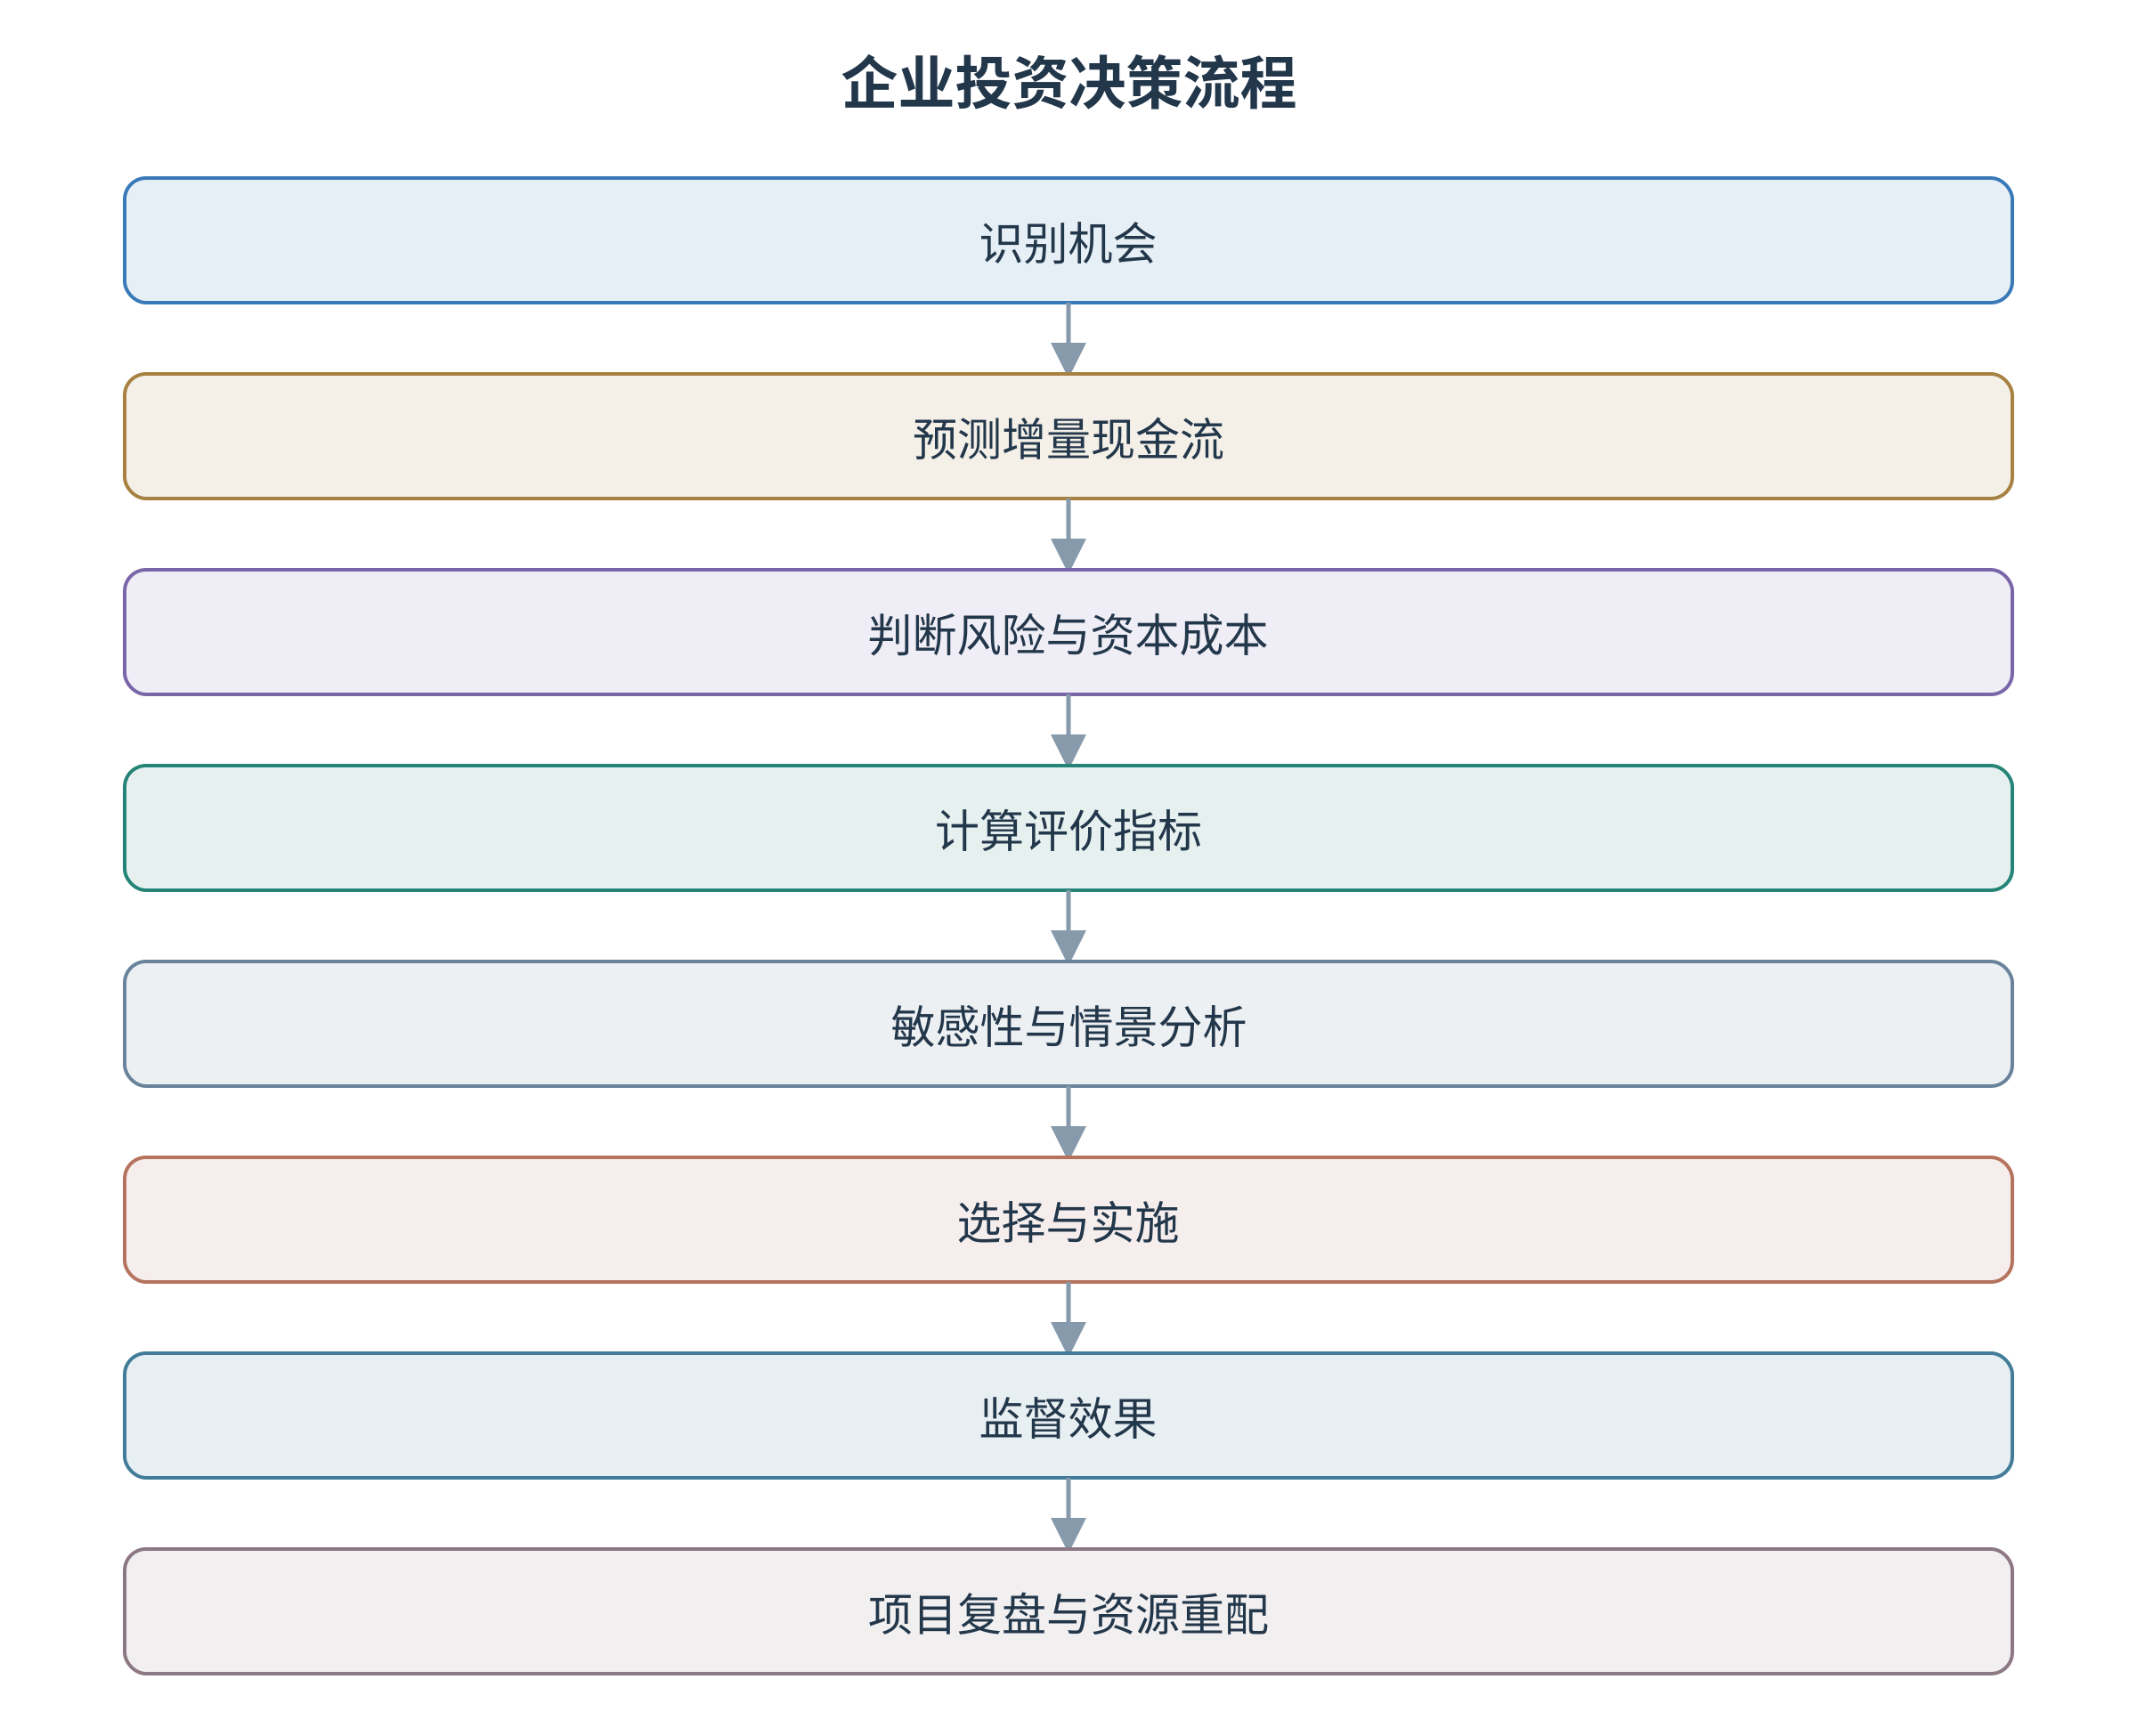 企业投资决策流程
识别机会
预测增量现金流
判断风险与资本成本
计算评价指标
敏感性与情景分析
选择与实施
监督效果
项目复盘与资源重配